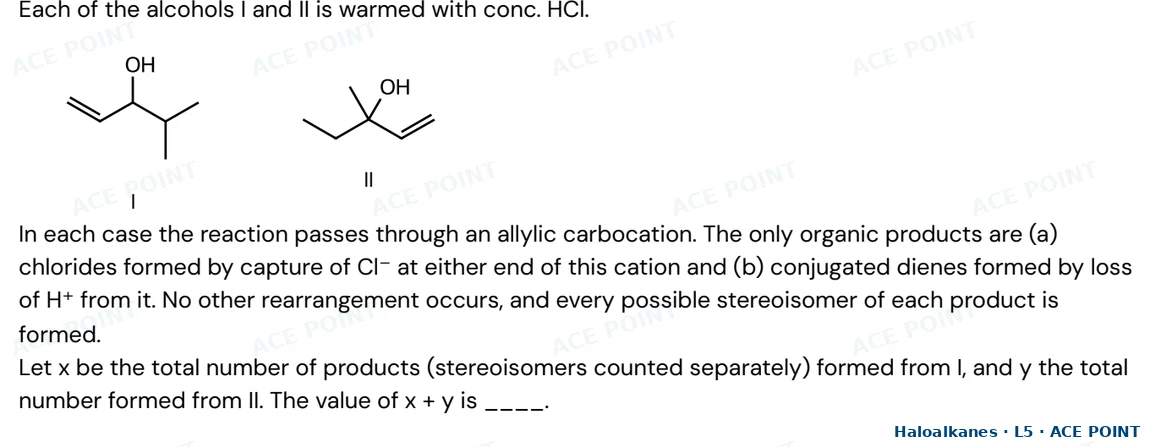 Each of the alcohols I and II is warmed with conc. HCl.
OH
OH
II
I
In each case the reaction passes through an allylic carbocation. The only organic products are (a)
chlorides formed by capture of Cl⁻ at either end of this cation and (b) conjugated dienes formed by loss
of H⁺ from it. No other rearrangement occurs, and every possible stereoisomer of each product is
formed.
Let x be the total number of products (stereoisomers counted separately) formed from I, and y the total
number formed from II. The value of x + y is ____.
Haloalkanes · L5 · ACE POINT
ACE POINT